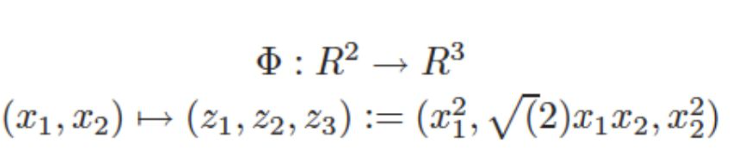 Φ : R² → R³
(x₁, x₂) ↦ (z₁, z₂, z₃) := (x₁², √(2)x₁x₂, x₂²)